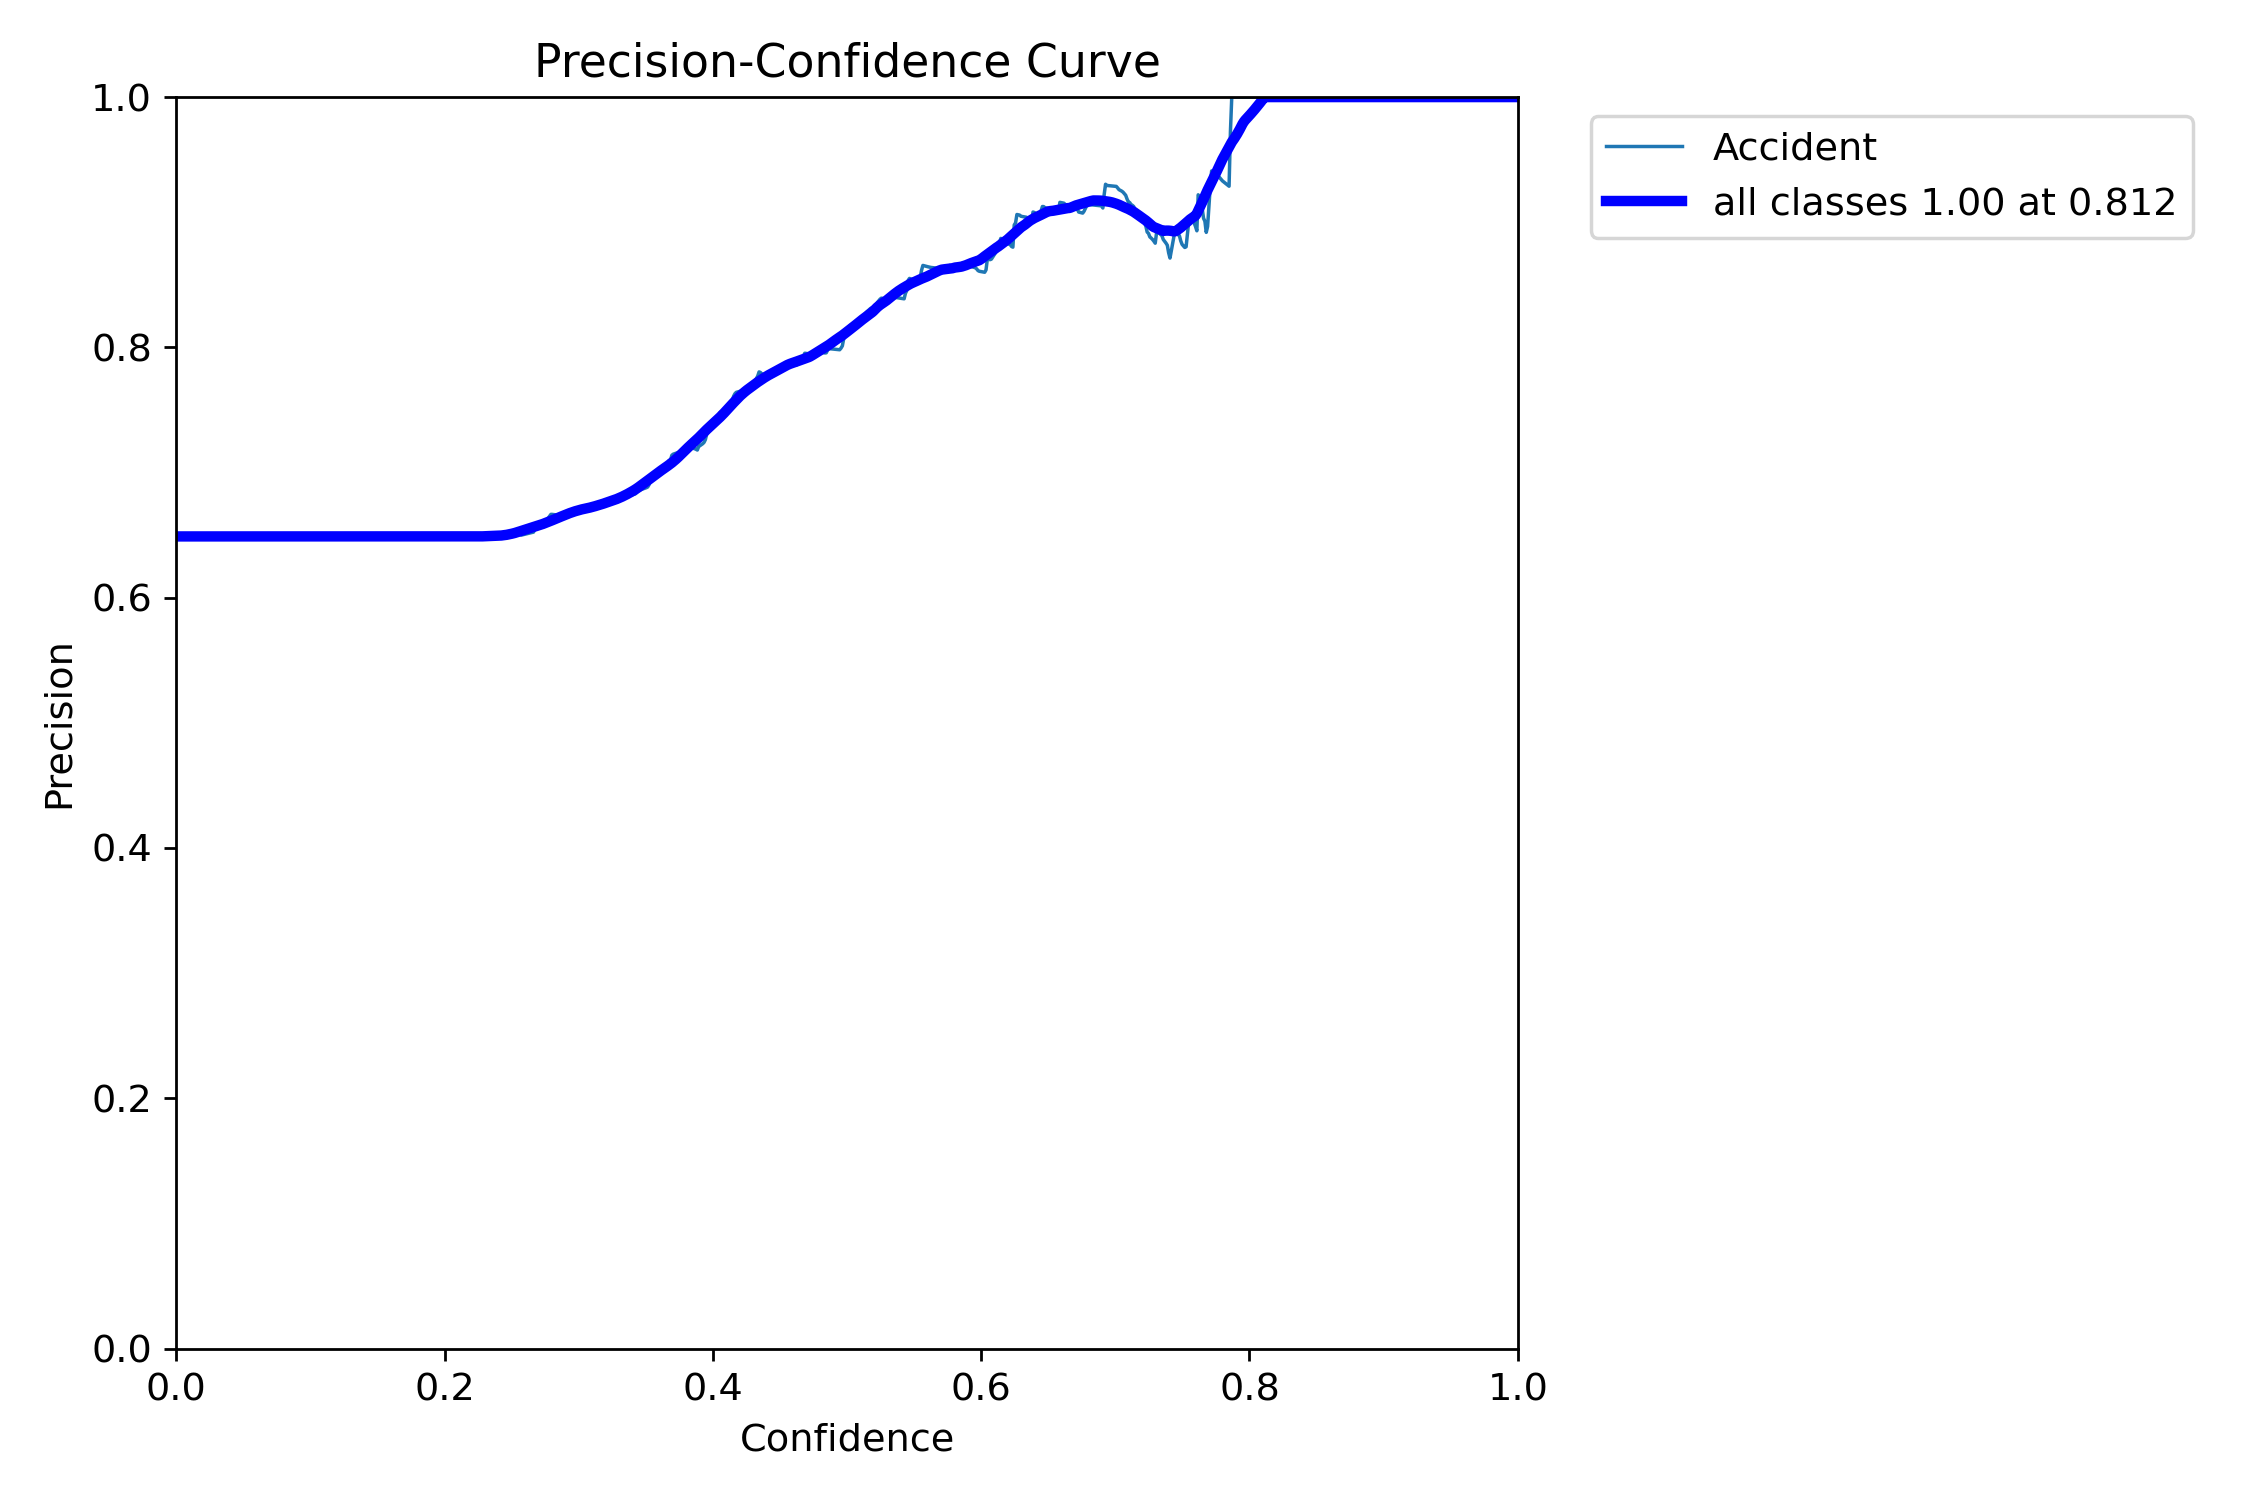 Precision-Confidence Curve
1.0
0.8
0.6
0.4
0.2
0.0
Precision
0.0 0.2 0.4 0.6 0.8 1.0
Confidence
Accident
all classes 1.00 at 0.812